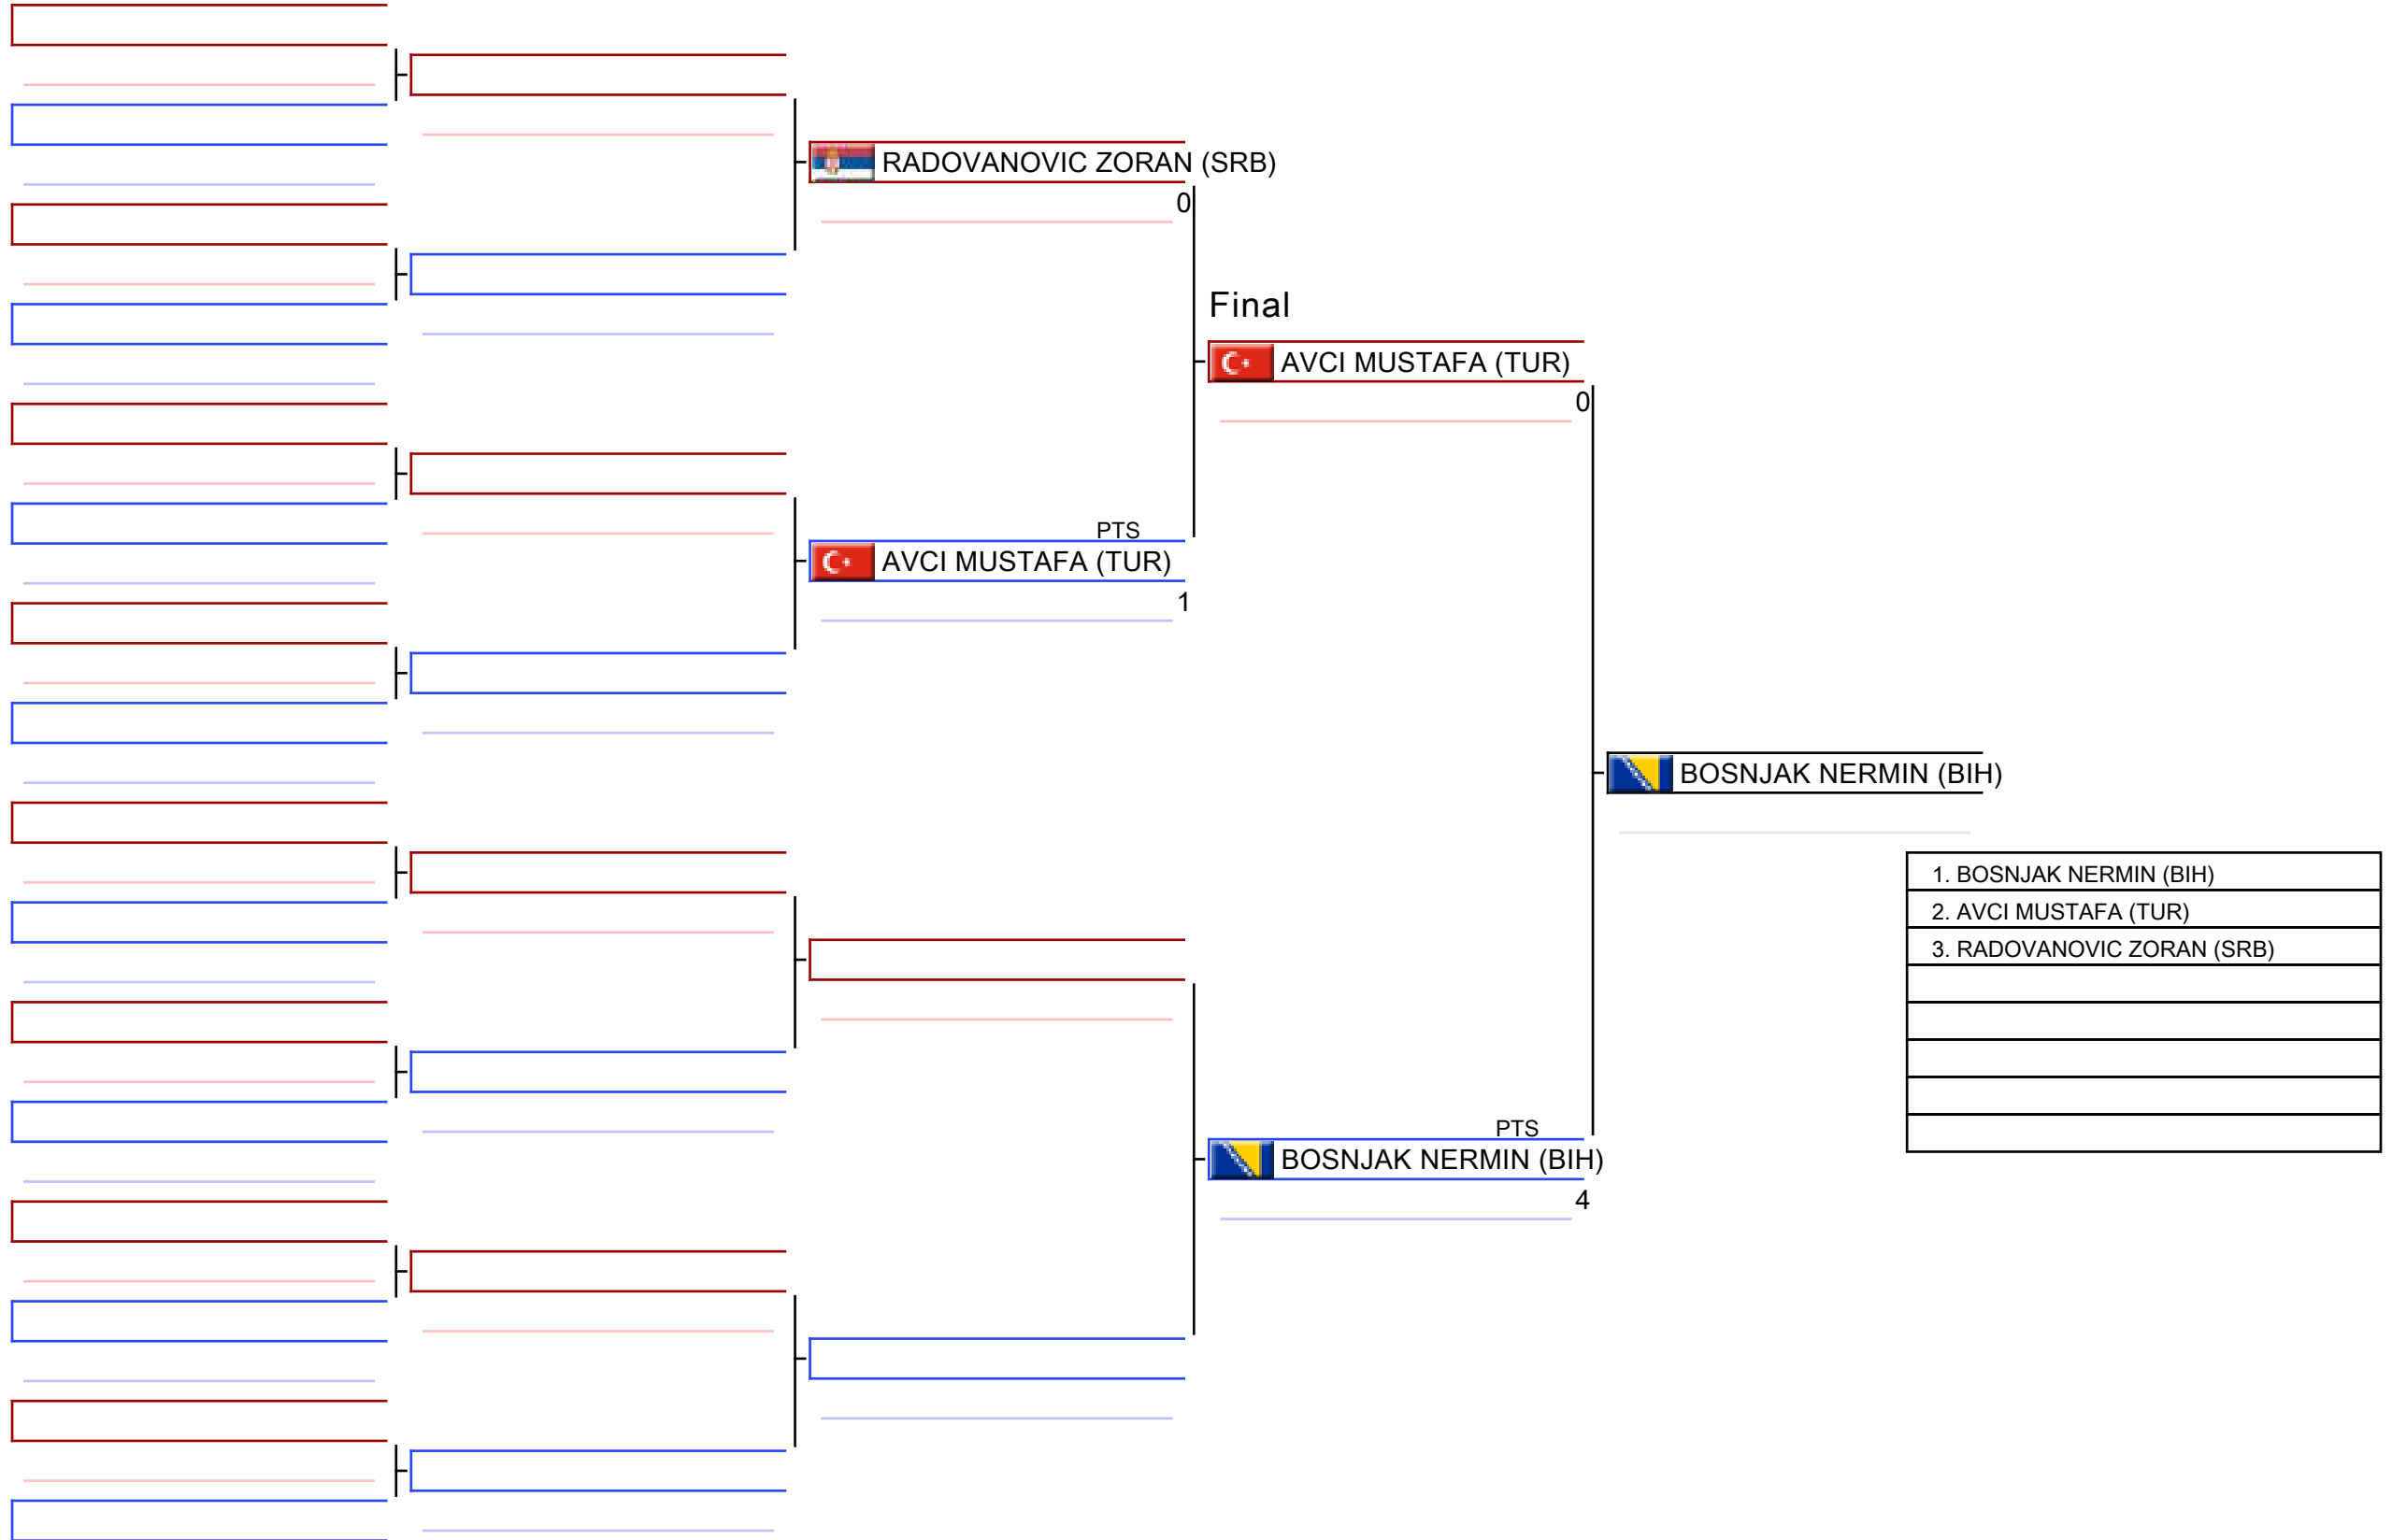 RADOVANOVIC ZORAN (SRB)
0
Final
AVCI MUSTAFA (TUR)
0
PTS
AVCI MUSTAFA (TUR)
1
BOSNJAK NERMIN (BIH)
1. BOSNJAK NERMIN (BIH)
2. AVCI MUSTAFA (TUR)
3. RADOVANOVIC ZORAN (SRB)
PTS
BOSNJAK NERMIN (BIH)
4